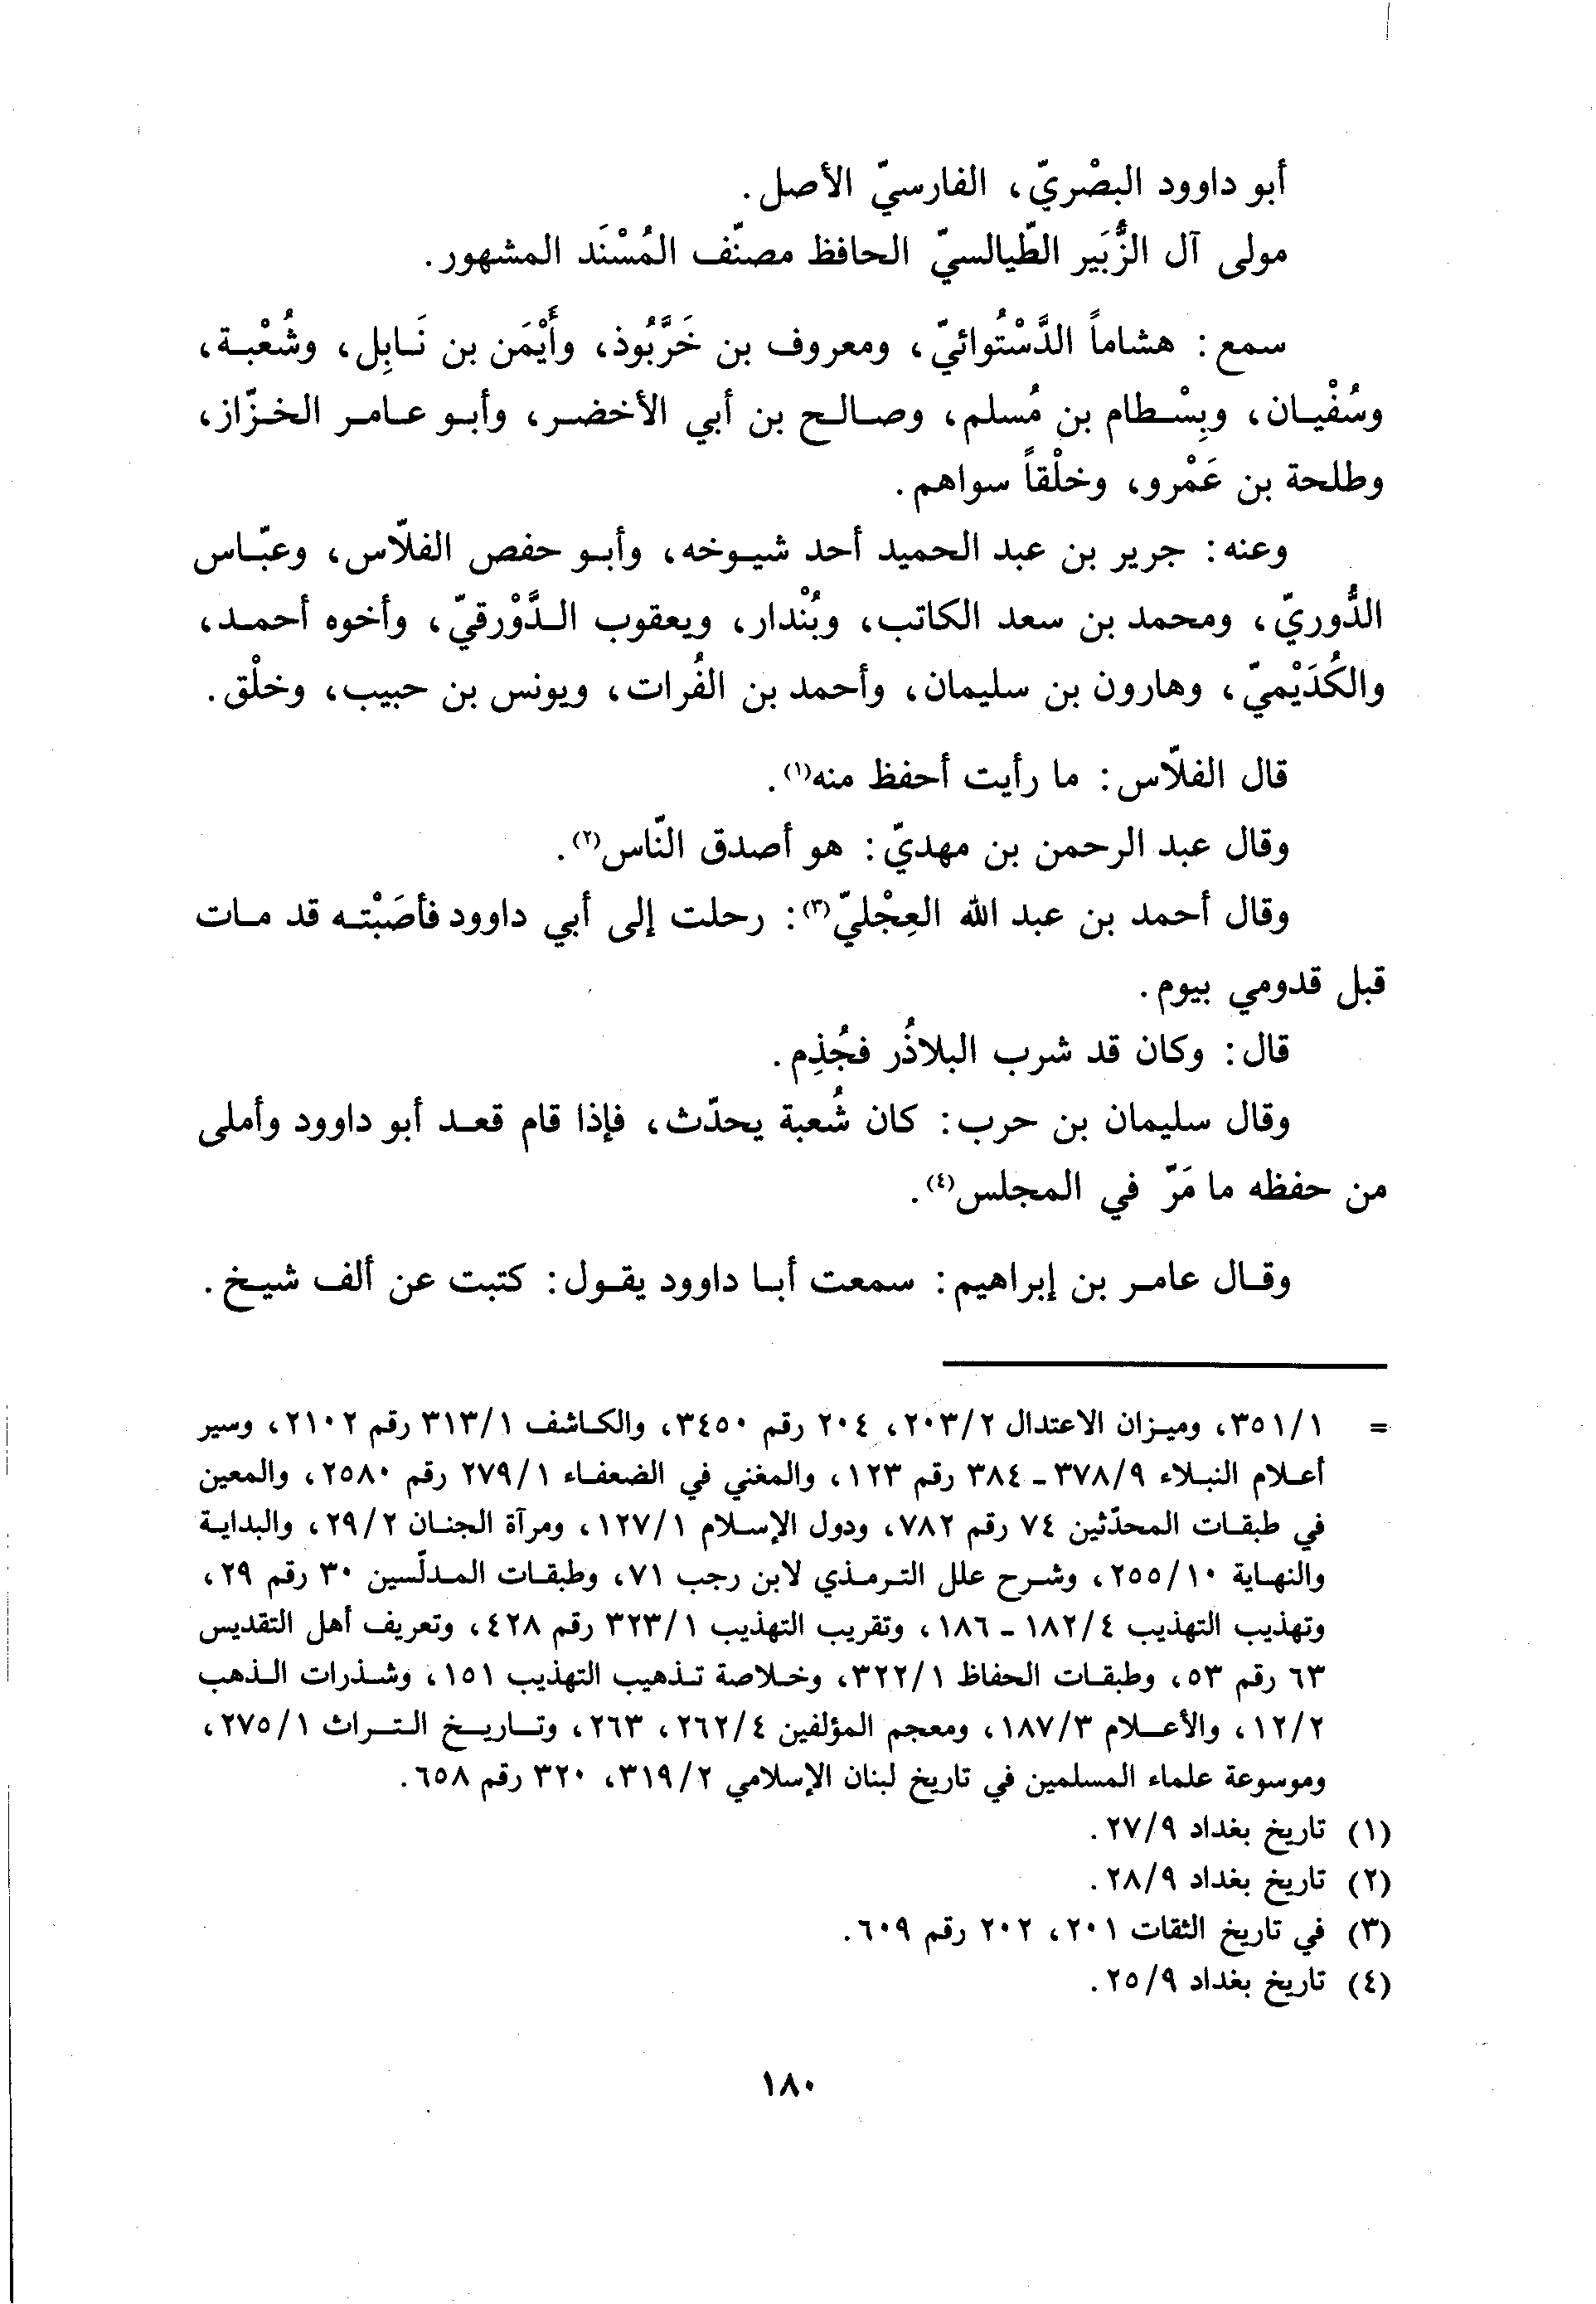 أبو داوود البصْريّ، الفارسيّ الأصل.
مولى آل الزُّبَير الطّيالسيّ الحافظ مصنّف المُسْنَد المشهور.
سمع: هشاماً الدَّسْتُوائيّ، ومعروف بن خَرَّبُوذ، وأَيْمَن بن نَابِل، وشُعْبة،
وسُفْيان، وبِسْطام بن مُسلم، وصالح بن أبي الأخضر، وأبو عامر الخزّاز،
وطلحة بن عَمْرو، وخلْقاً سواهم.
وعنه: جرير بن عبد الحميد أحد شيوخه، وأبو حفص الفلّاس، وعبّاس
الدُّوريّ، ومحمد بن سعد الكاتب، وبُنْدار، ويعقوب الدَّوْرقيّ، وأخوه أحمد،
والكُدَيْميّ، وهارون بن سليمان، وأحمد بن الفُرات، ويونس بن حبيب، وخلْق.
قال الفلّاس: ما رأيت أحفظ منه(١).
وقال عبد الرحمن بن مهديّ: هو أصدق النّاس(٢).
وقال أحمد بن عبد الله العِجْليّ(٣): رحلت إلى أبي داوود فأصَبْته قد مات
قبل قدومي بيوم.
قال: وكان قد شرب البلاذُر فجُذِم.
وقال سليمان بن حرب: كان شُعبة يحدّث، فإذا قام قعد أبو داوود وأملى
من حفظه ما مَرّ في المجلس(٤).
وقال عامر بن إبراهيم: سمعت أبا داوود يقول: كتبت عن ألف شيخ.
= ١/٣٥١، وميزان الاعتدال ٢/٢٠٣، ٢٠٤ رقم ٣٤٥٠، والكاشف ١/٣١٣ رقم ٢١٠٢، وسير
أعلام النبلاء ٩/٣٧٨ - ٣٨٤ رقم ١٢٣، والمغني في الضعفاء ١/٢٧٩ رقم ٢٥٨٠، والمعين
في طبقات المحدّثين ٧٤ رقم ٧٨٢، ودول الإسلام ١/١٢٧، ومرآة الجنان ٢/٢٩، والبداية
والنهاية ١٠/٢٥٥، وشرح علل الترمذي لابن رجب ٧١، وطبقات المدلّسين ٣٠ رقم ٢٩،
وتهذيب التهذيب ٤/١٨٢ - ١٨٦، وتقريب التهذيب ١/٣٢٣ رقم ٤٢٨، وتعريف أهل التقديس
٦٣ رقم ٥٣، وطبقات الحفاظ ١/٣٢٢، وخلاصة تذهيب التهذيب ١٥١، وشذرات الذهب
٢/١٢، والأعلام ٣/١٨٧، ومعجم المؤلفين ٤/٢٦٢، ٢٦٣، وتاريخ التراث ١/٢٧٥،
وموسوعة علماء المسلمين في تاريخ لبنان الإسلامي ٢/٣١٩، ٣٢٠ رقم ٦٥٨.
(١) تاريخ بغداد ٩/٢٧.
(٢) تاريخ بغداد ٩/٢٨.
(٣) في تاريخ الثقات ٢٠١، ٢٠٢ رقم ٦٠٩.
(٤) تاريخ بغداد ٩/٢٥.
١٨٠